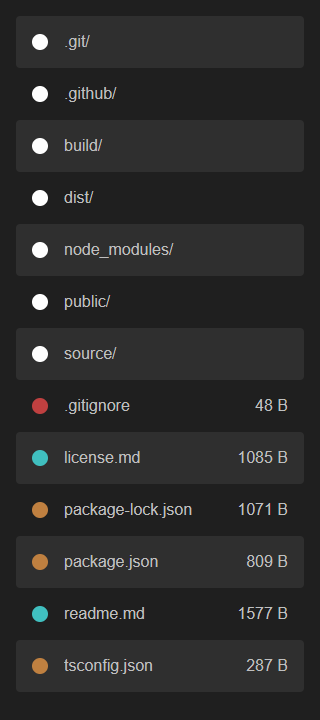 .git/
.github/
build/
dist/
node_modules/
public/
source/
.gitignore 48 B
license.md 1085 B
package-lock.json 1071 B
package.json 809 B
readme.md 1577 B
tsconfig.json 287 B